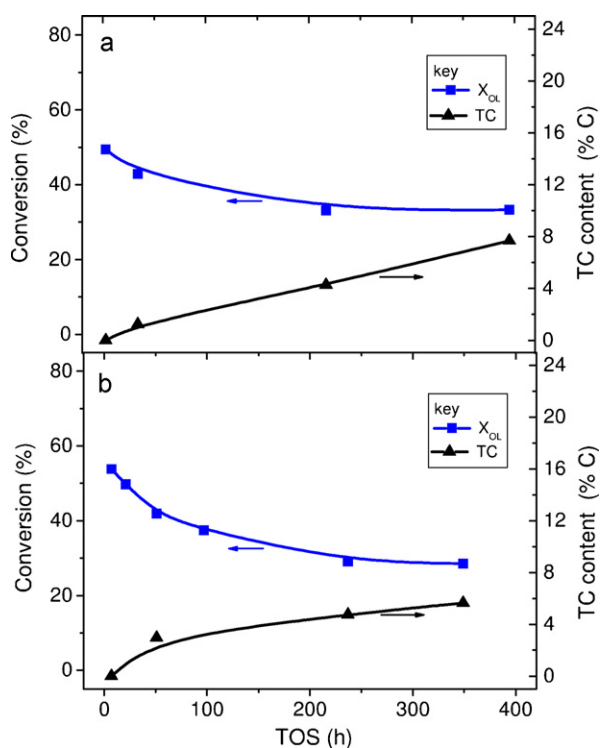 a
key
X_OL
TC
80
60
40
20
0
Conversion (%)
24
20
16
12
8
4
0
TC content (% C)
b
key
X_OL
TC
80
60
40
20
0
Conversion (%)
24
20
16
12
8
4
0
TC content (% C)
0 100 200 300 400
TOS (h)